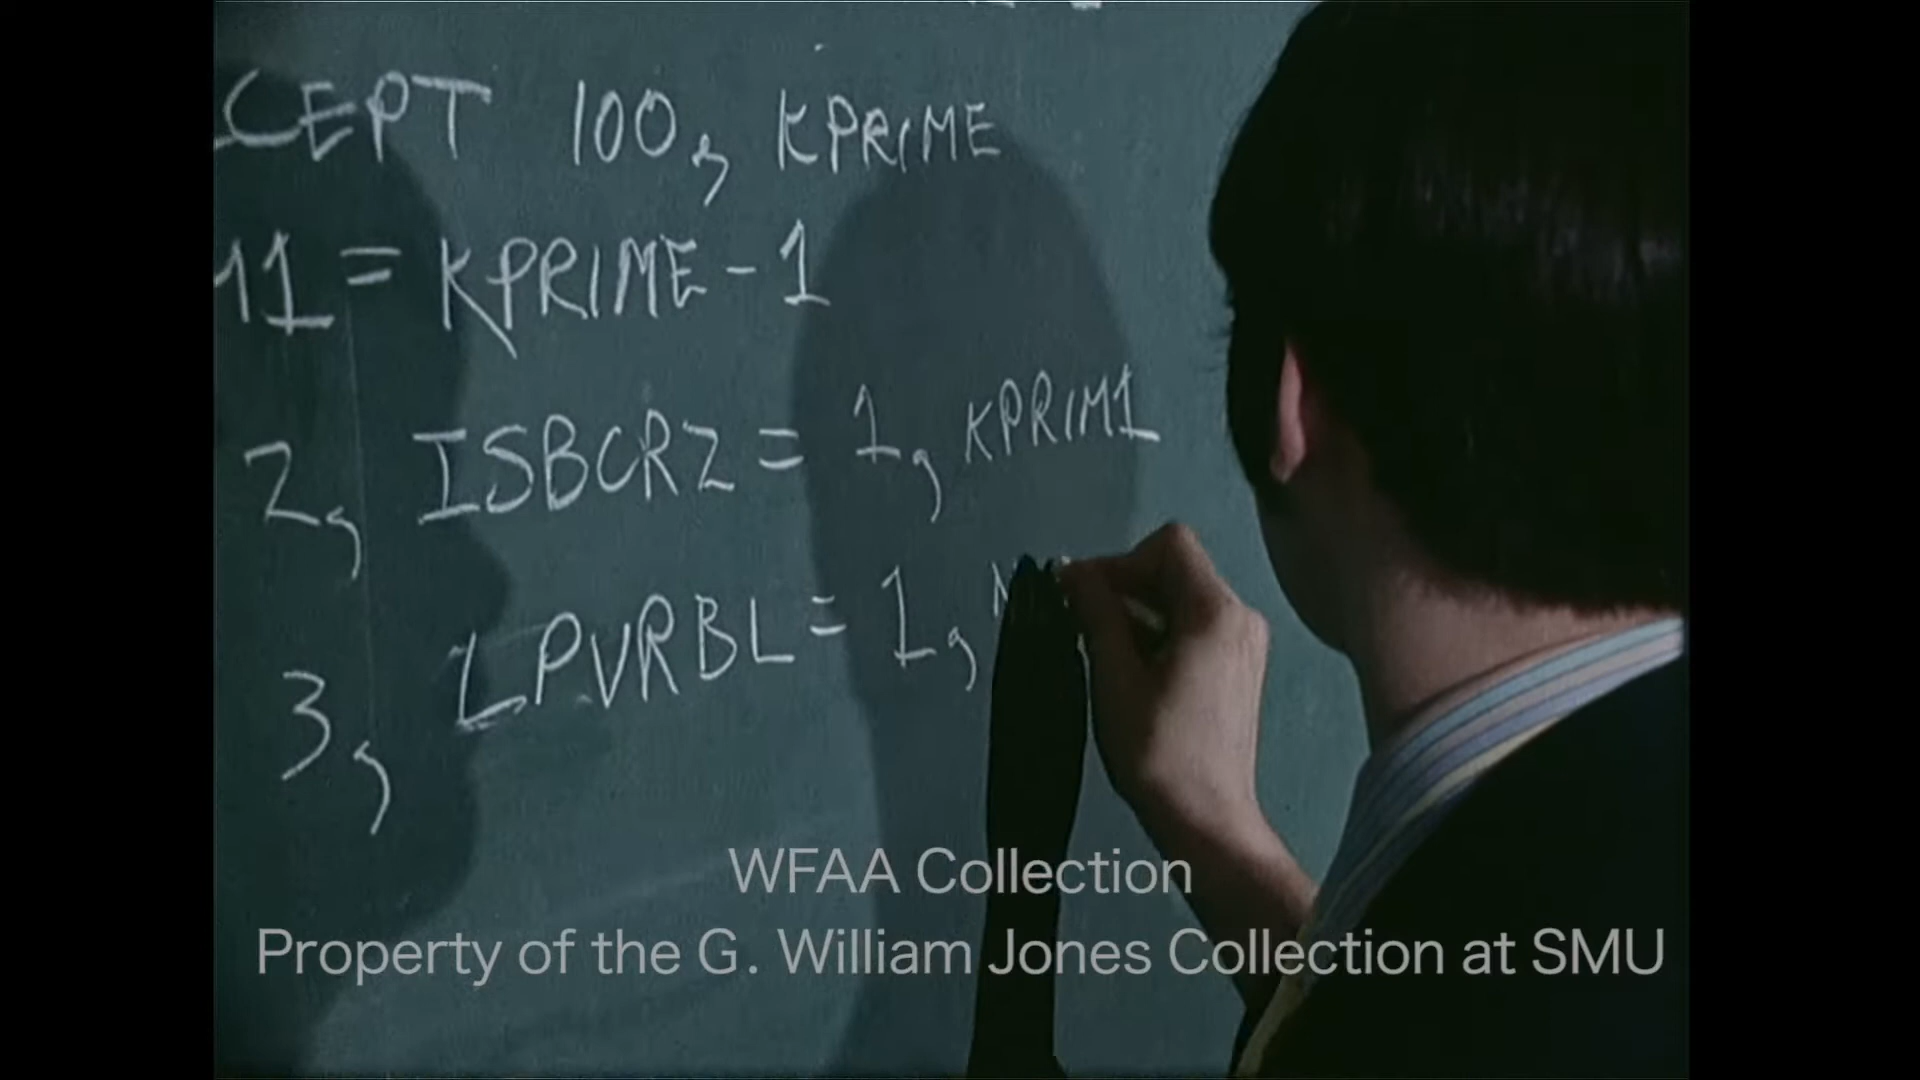 CEPT 100, KPRIME
11 = KPRIME - 1
2, ISBCRZ = 1, KPRIM1
3, LPVRBL = 1, N
WFAA Collection
Property of the G. William Jones Collection at SMU